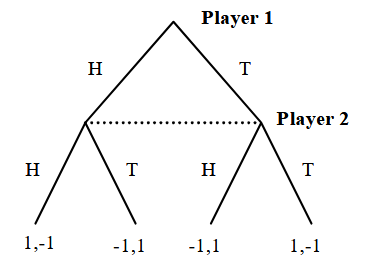 Player 1
H T
Player 2
H T H T
1,-1 -1,1 -1,1 1,-1